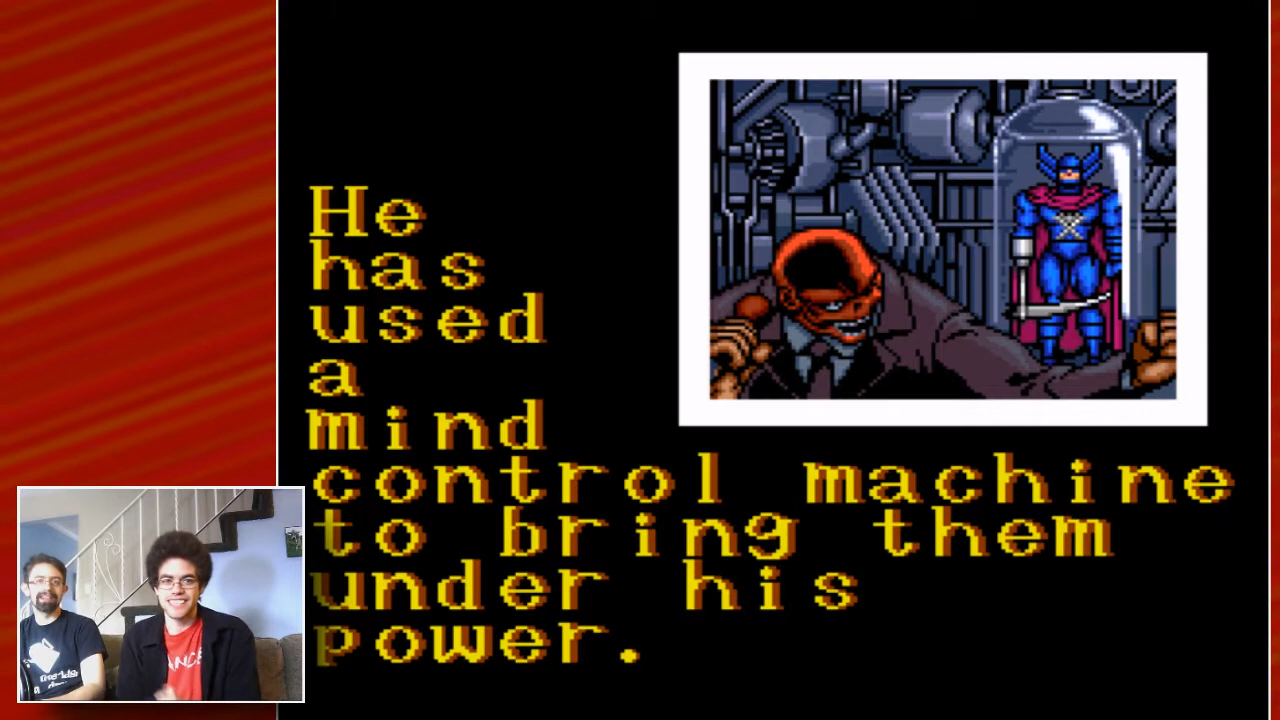 He
has
used
a
mind
control machine
to bring them
under his
power.